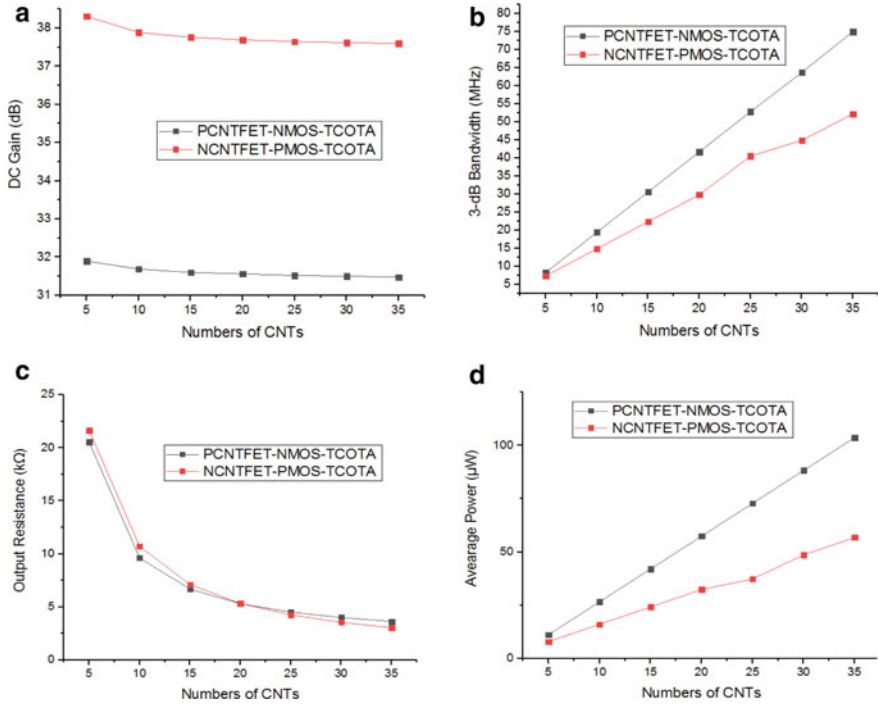 a
DC Gain (dB)
38
37
36
35
34
33
32
31
PCNTFET-NMOS-TCOTA
NCNTFET-PMOS-TCOTA
5 10 15 20 25 30 35
Numbers of CNTs
b
3-dB Bandwidth (MHz)
80
75
70
65
60
55
50
45
40
35
30
25
20
15
10
5
PCNTFET-NMOS-TCOTA
NCNTFET-PMOS-TCOTA
5 10 15 20 25 30 35
Numbers of CNTs
c
Output Resistance (kΩ)
25
20
15
10
5
0
PCNTFET-NMOS-TCOTA
NCNTFET-PMOS-TCOTA
5 10 15 20 25 30 35
Numbers of CNTs
d
Avearage Power (µW)
100
50
0
PCNTFET-NMOS-TCOTA
NCNTFET-PMOS-TCOTA
5 10 15 20 25 30 35
Numbers of CNTs